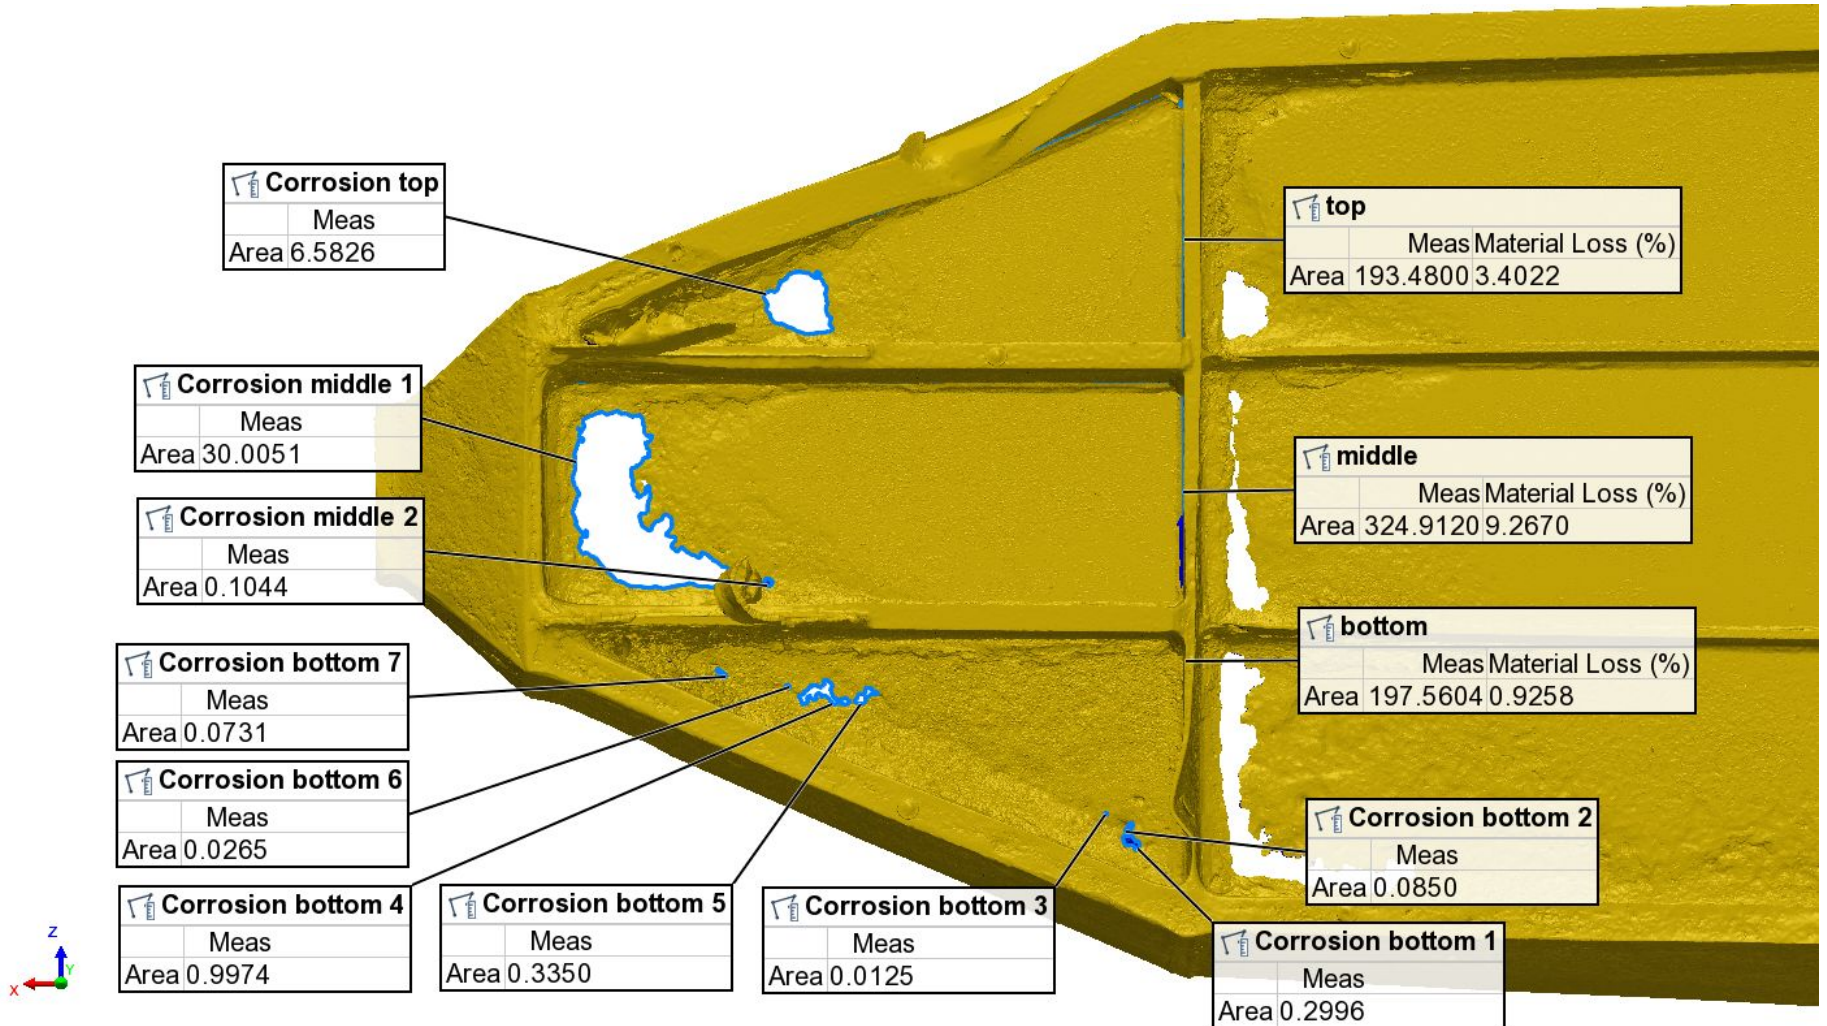 Corrosion top
Meas
Area 6.5826
top
Meas Material Loss (%)
Area 193.4800 3.4022
Corrosion middle 1
Meas
Area 30.0051
middle
Meas Material Loss (%)
Area 324.9120 9.2670
Corrosion middle 2
Meas
Area 0.1044
bottom
Meas Material Loss (%)
Area 197.5604 0.9258
Corrosion bottom 7
Meas
Area 0.0731
Corrosion bottom 6
Meas
Area 0.0265
Corrosion bottom 2
Meas
Area 0.0850
Corrosion bottom 4
Meas
Area 0.9974
Corrosion bottom 5
Meas
Area 0.3350
Corrosion bottom 3
Meas
Area 0.0125
Corrosion bottom 1
Meas
Area 0.2996
z
Y
x